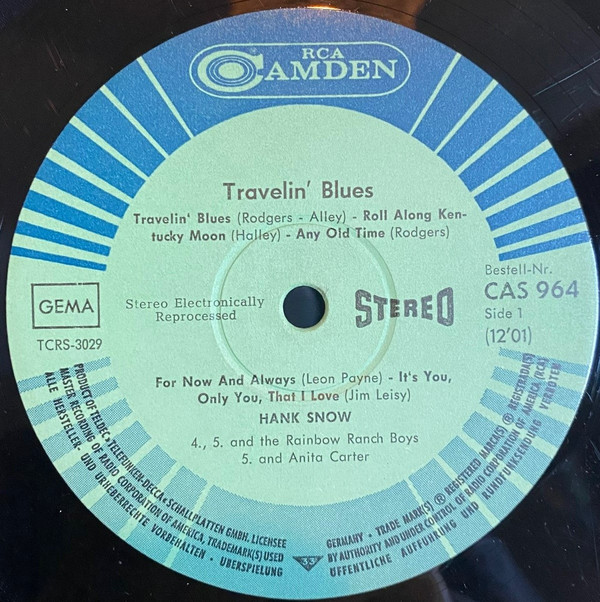 RCA
CAMDEN
Travelin' Blues
Travelin' Blues (Rodgers - Alley) - Roll Along Ken-
tucky Moon (Halley) - Any Old Time (Rodgers)
GEMA
TCRS-3029
Stereo Electronically
Reprocessed
STEREO
Bestell-Nr.
CAS 964
Side 1
(12'01)
For Now And Always (Leon Payne) - It's You,
Only You, That I Love (Jim Leisy)
HANK SNOW
4., 5. and the Rainbow Ranch Boys
5. and Anita Carter
PRODUCT OF TELDEC • TELEFUNKEN-DECCA • SCHALLPLATTEN GMBH. LICENSEE
MASTER RECORDING OF RADIO CORPORATION OF AMERICA, TRADEMARK(S) USED
ALLE HERSTELLER- UND URHEBERRECHTE VORBEHALTEN • UBERSPIELUNG
33
GERMANY • TRADE MARK(S) ® REGISTERED MARCA(S) ® REGISTRADA(S)
BY AUTHORITY AND UNDER CONTROL OF RADIO CORPORATION OF AMERICA (RCA)
ÖFFENTLICHE AUFFUHRUNG UND RUNDFUNKSENDUNG VERBOTEN